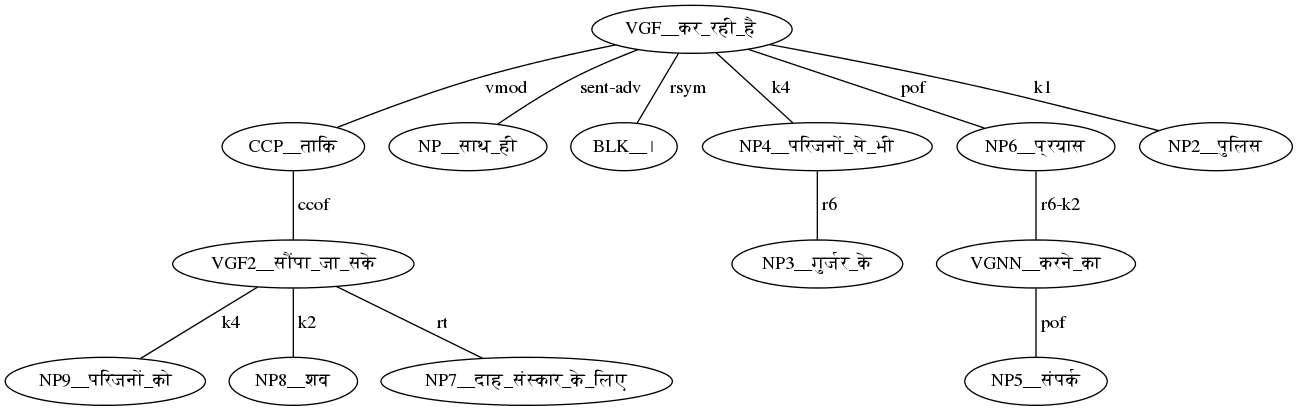 VGF__कर_रही_है
vmod sent-adv rsym k4 pof k1
CCP__ताकि NP__साथ_ही BLK__। NP4__परिजनों_से_भी NP6__प्रयास NP2__पुलिस
ccof r6 r6-k2
VGF2__सौंपा_जा_सके NP3__गुर्जर_के VGNN__करने_का
k4 k2 rt pof
NP9__परिजनों_को NP8__शव NP7__दाह_संस्कार_के_लिए NP5__संपर्क